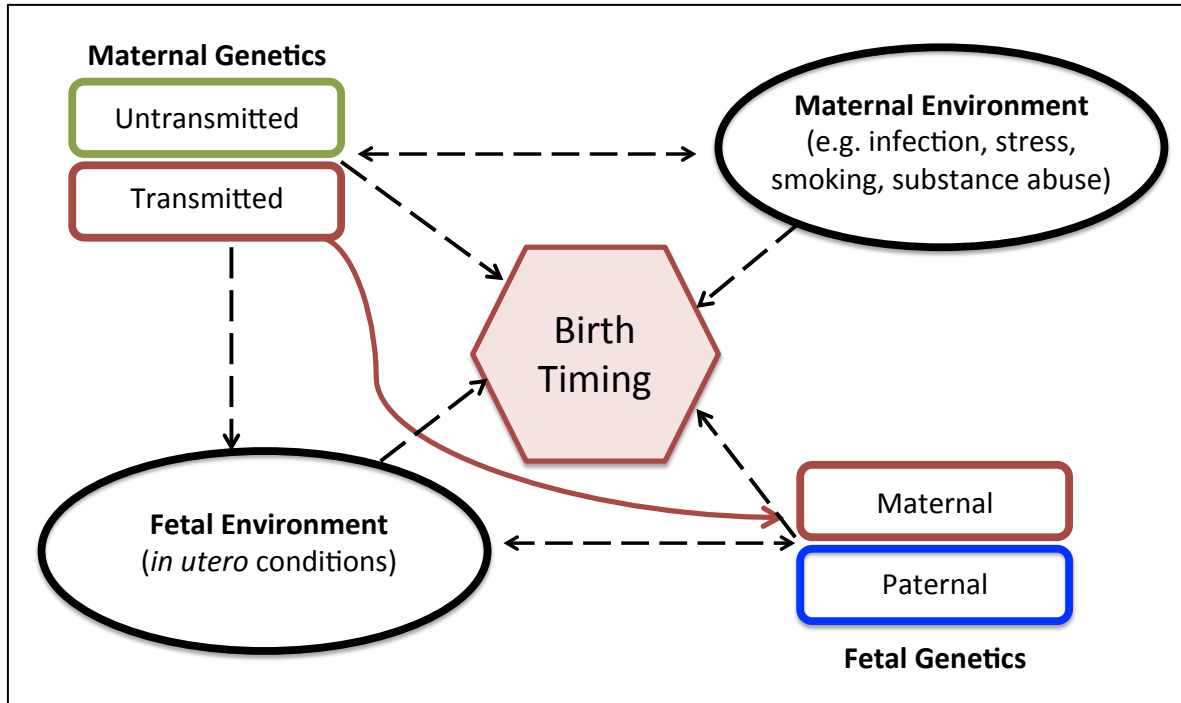 Maternal Genetics
Untransmitted
Transmitted
Maternal Environment
(e.g. infection, stress,
smoking, substance abuse)
Birth
Timing
Fetal Environment
(in utero conditions)
Maternal
Paternal
Fetal Genetics